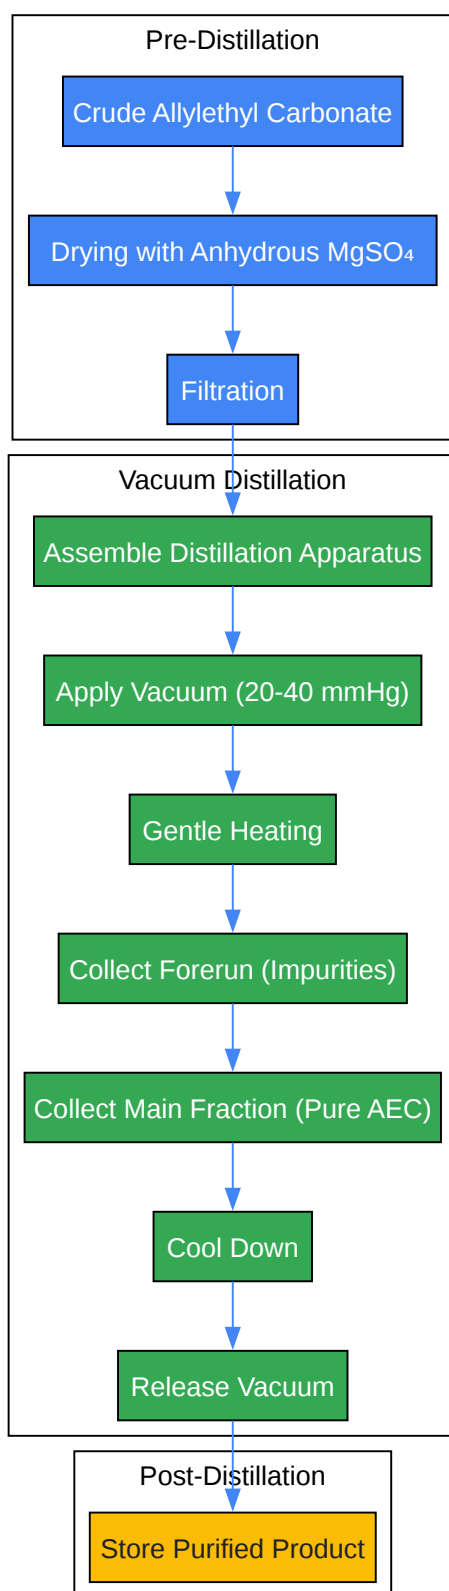 Pre-Distillation
Crude Allylethyl Carbonate
Drying with Anhydrous MgSO₄
Filtration
Vacuum Distillation
Assemble Distillation Apparatus
Apply Vacuum (20-40 mmHg)
Gentle Heating
Collect Forerun (Impurities)
Collect Main Fraction (Pure AEC)
Cool Down
Release Vacuum
Post-Distillation
Store Purified Product